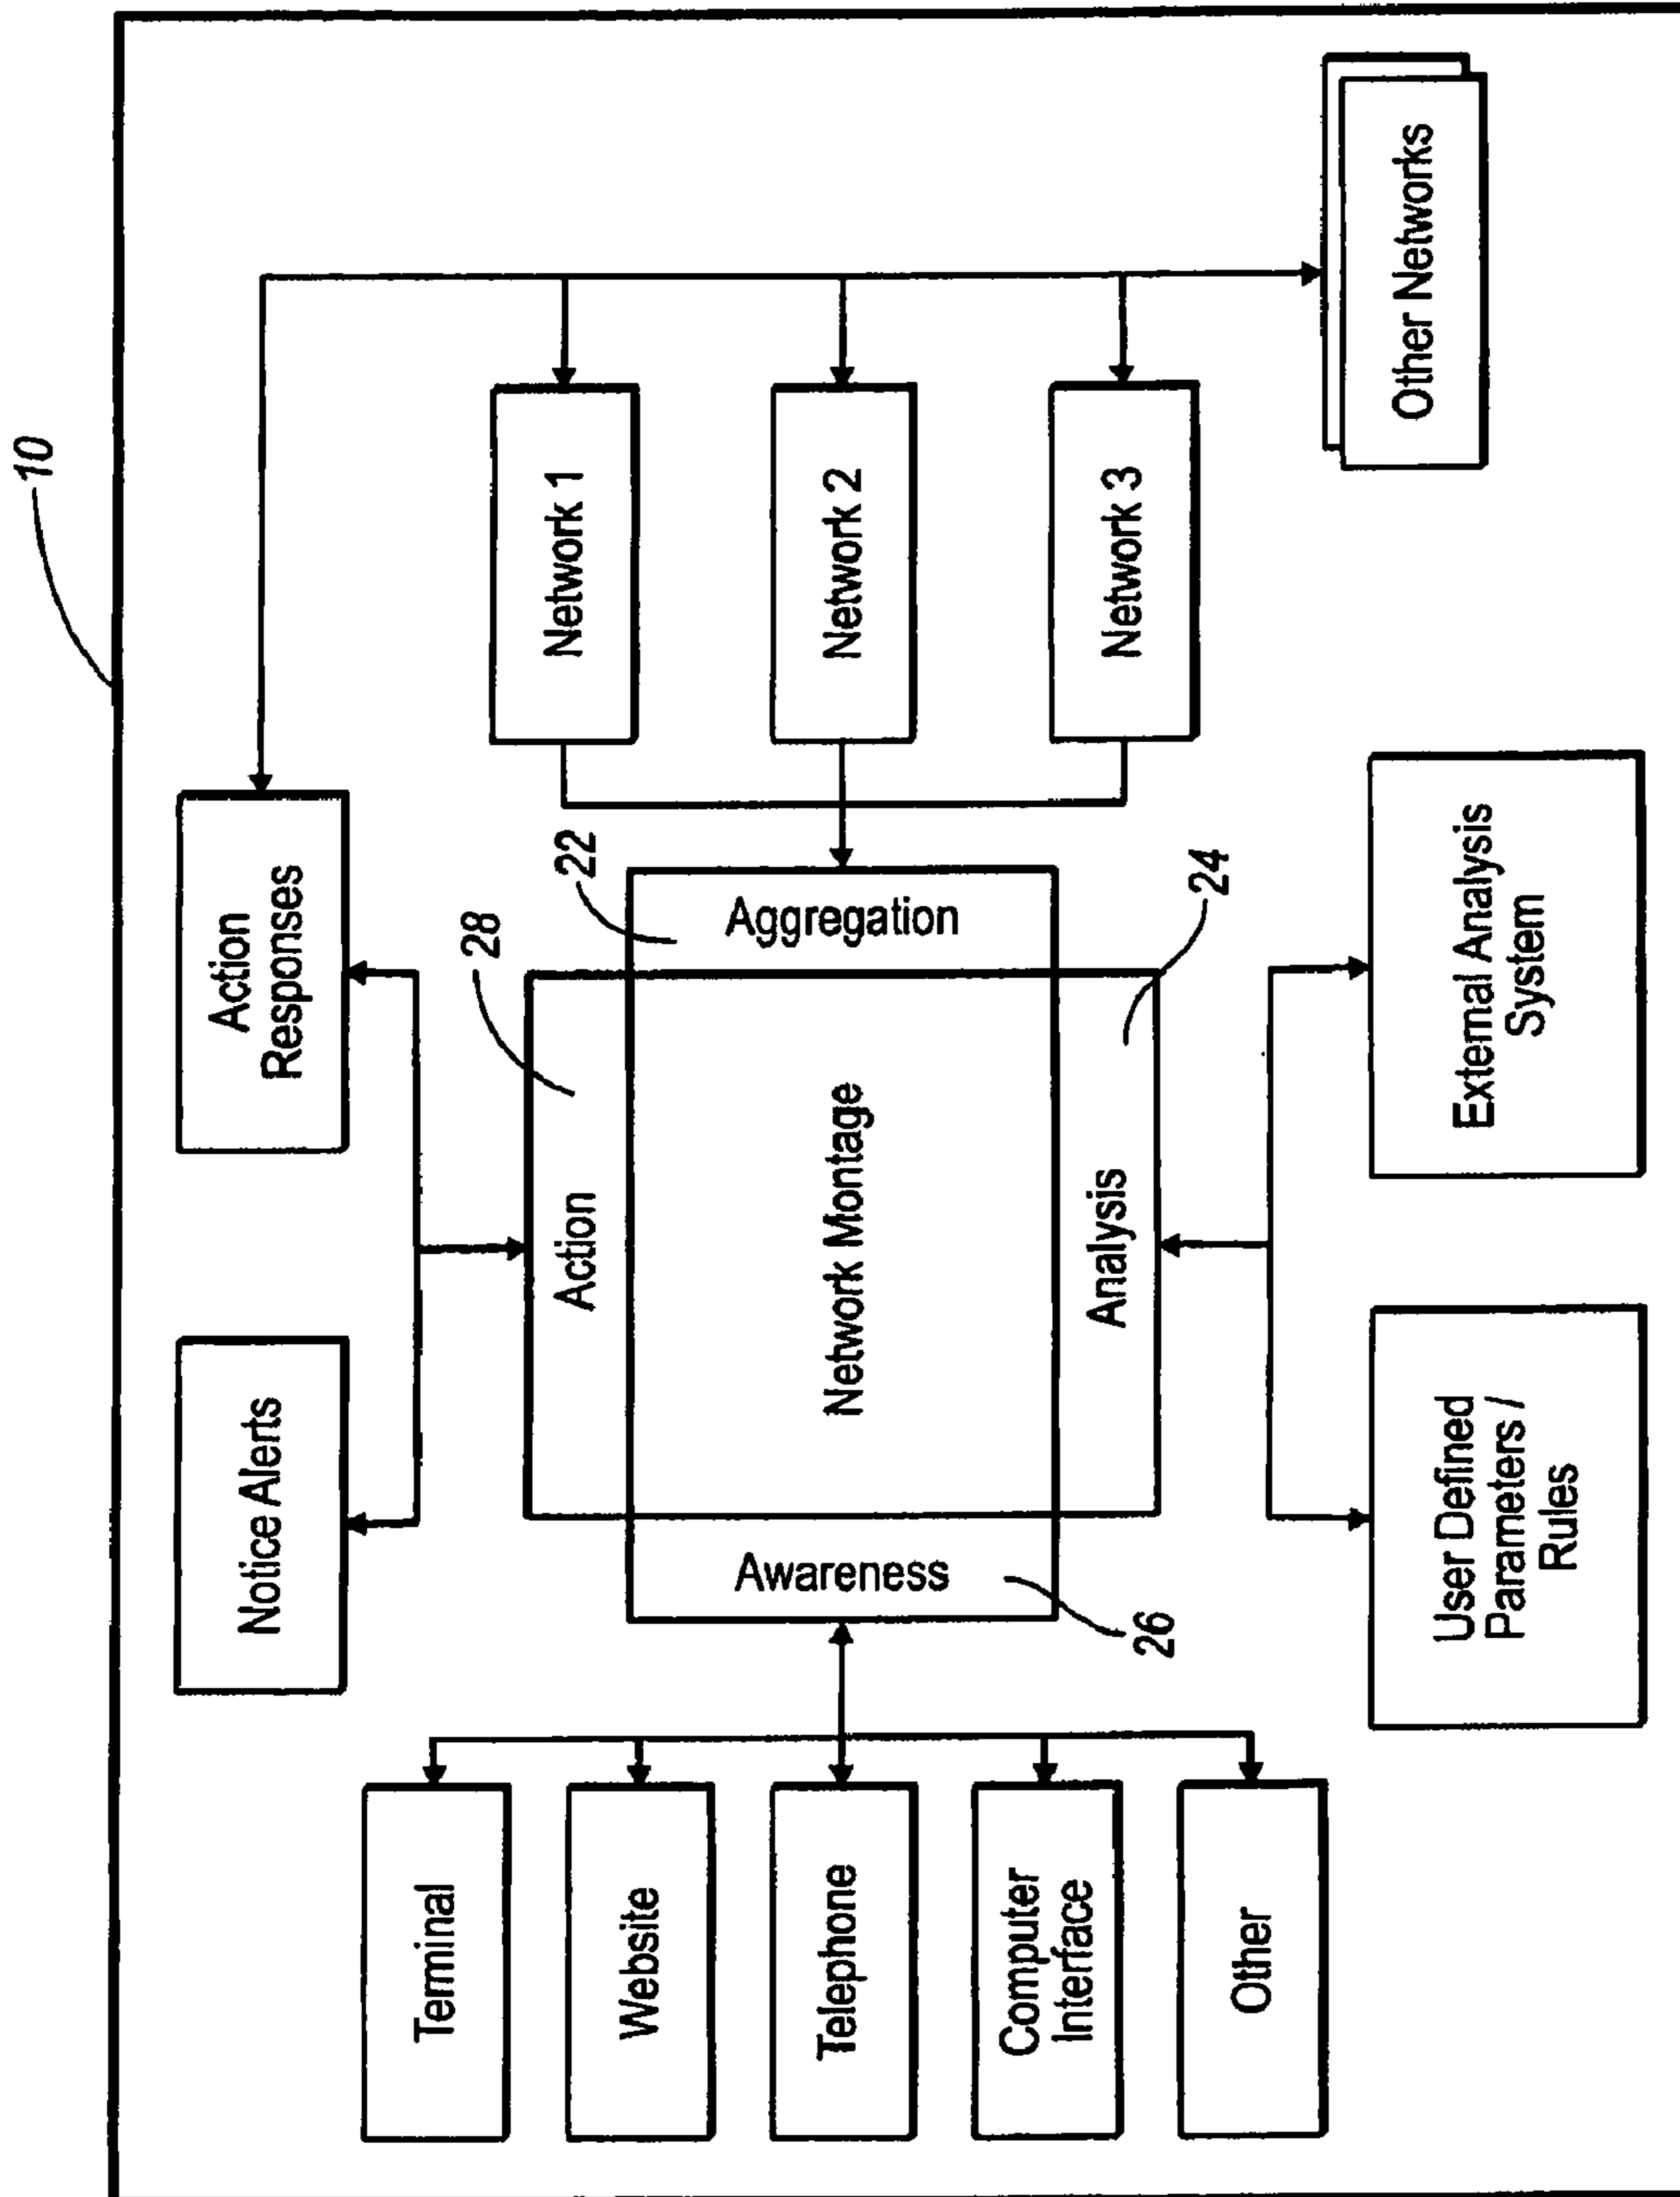 10
Notice Alerts
Action
Responses
28
Action
22
Aggregation
Network Montage
Awareness
26
Analysis
24
Terminal
Website
Telephone
Computer
Interface
Other
Network 1
Network 2
Network 3
Other Networks
User Defined
Parameters /
Rules
External Analysis
System